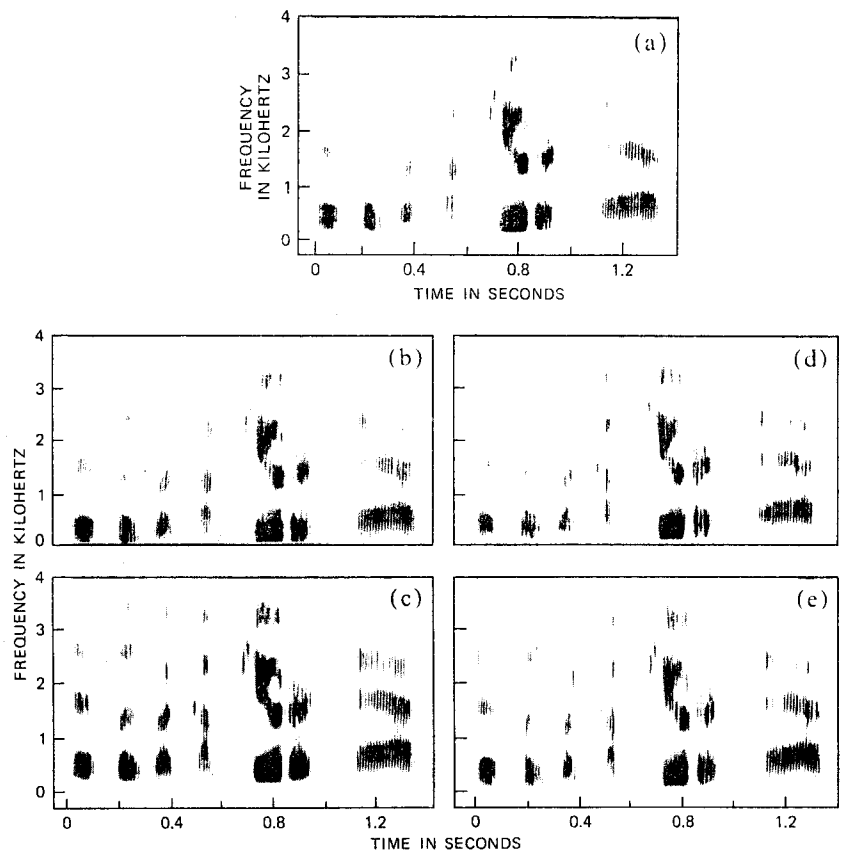 (a)
4
3
2
1
0
FREQUENCY
IN KILOHERTZ
0 0.4 0.8 1.2
TIME IN SECONDS
(b)
4
3
2
1
0
(d)
(c)
4
3
2
1
0
(e)
FREQUENCY IN KILOHERTZ
0 0.4 0.8 1.2
0 0.4 0.8 1.2
TIME IN SECONDS